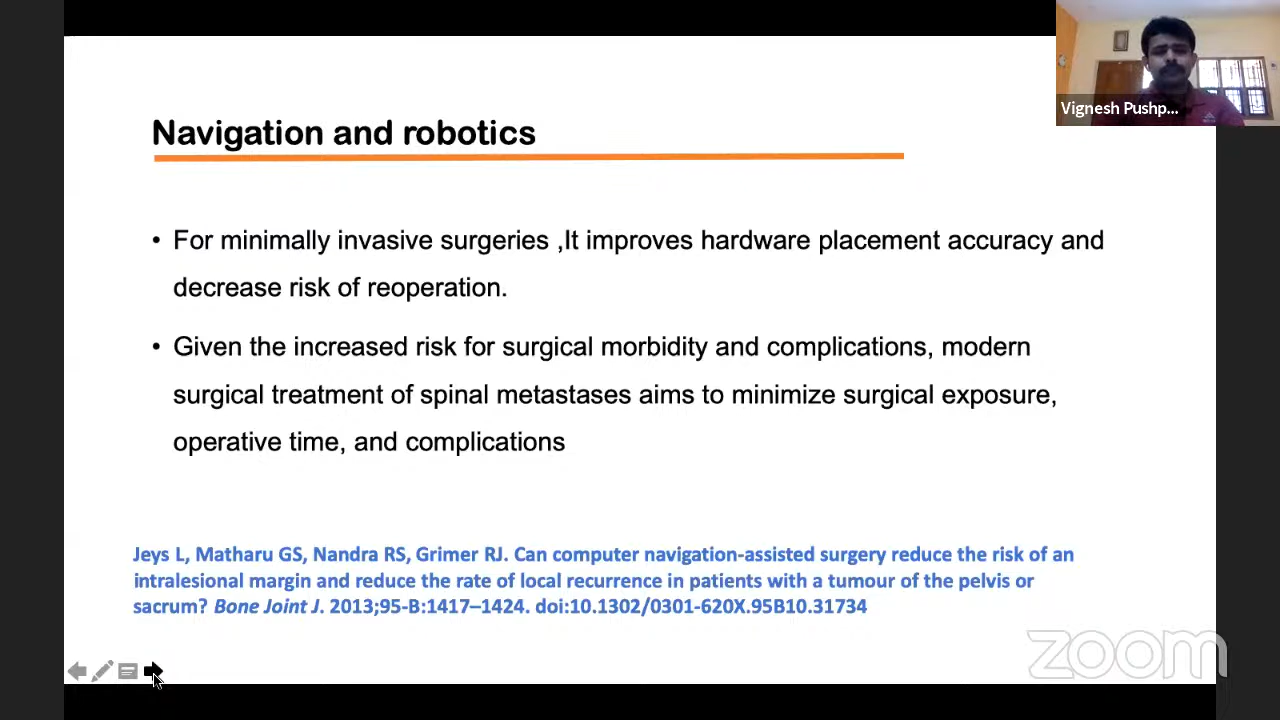 Vignesh Pushp...
Navigation and robotics
• For minimally invasive surgeries ,It improves hardware placement accuracy and
decrease risk of reoperation.
• Given the increased risk for surgical morbidity and complications, modern
surgical treatment of spinal metastases aims to minimize surgical exposure,
operative time, and complications
Jeys L, Matharu GS, Nandra RS, Grimer RJ. Can computer navigation-assisted surgery reduce the risk of an
intralesional margin and reduce the rate of local recurrence in patients with a tumour of the pelvis or
sacrum? Bone Joint J. 2013;95-B:1417–1424. doi:10.1302/0301-620X.95B10.31734
zoom